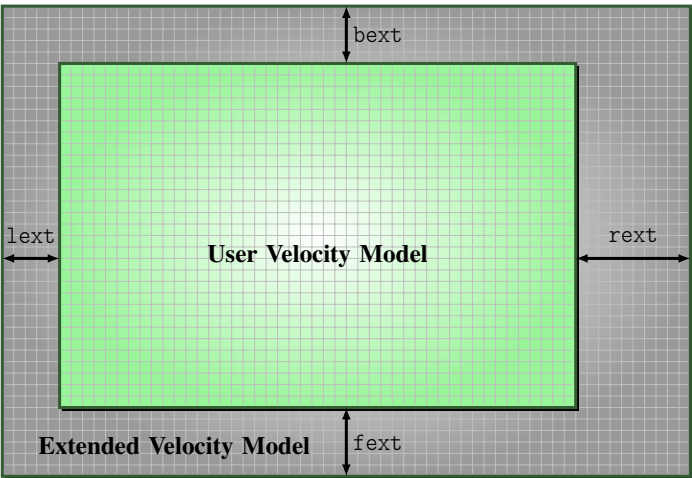 bext
lext
rext
User Velocity Model
Extended Velocity Model
fext